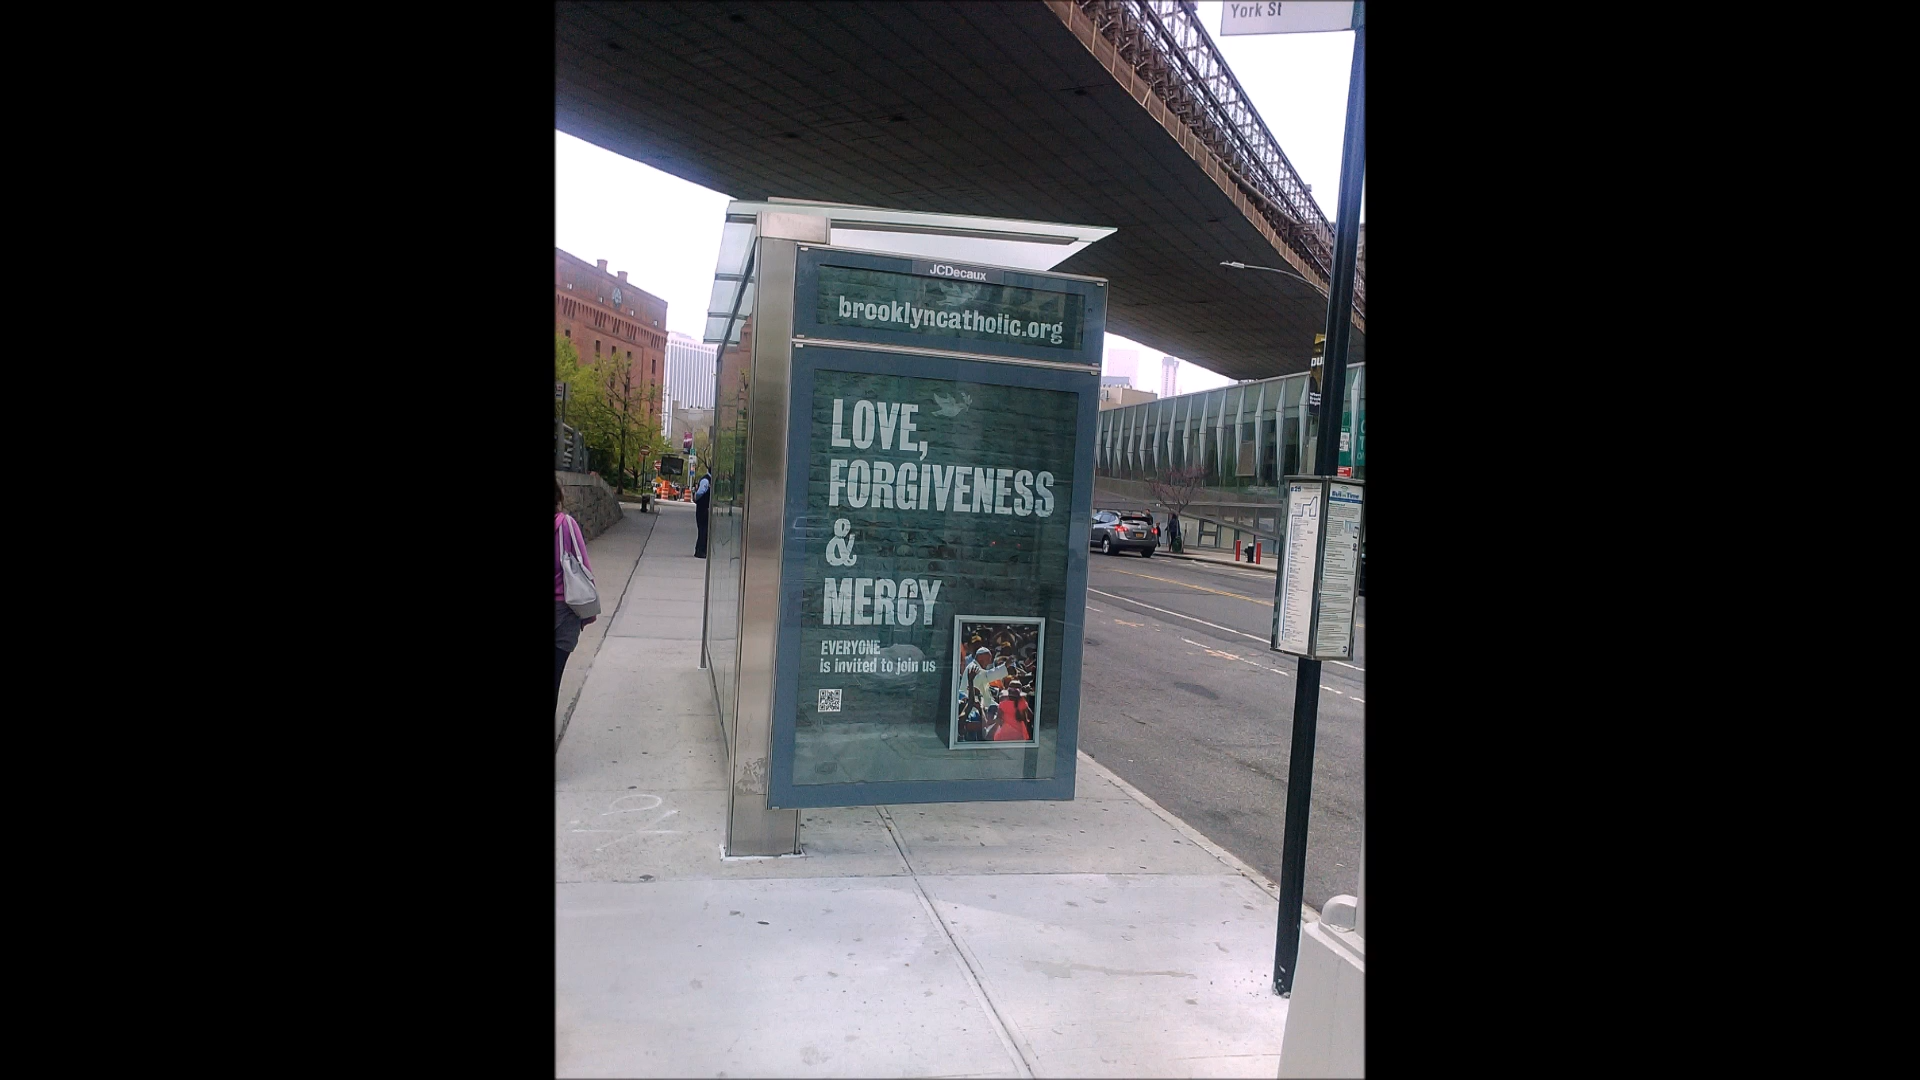 York St
JCDecaux
brooklyncatholic.org
LOVE,
FORGIVENESS
&
MERCY
EVERYONE
is invited to join us